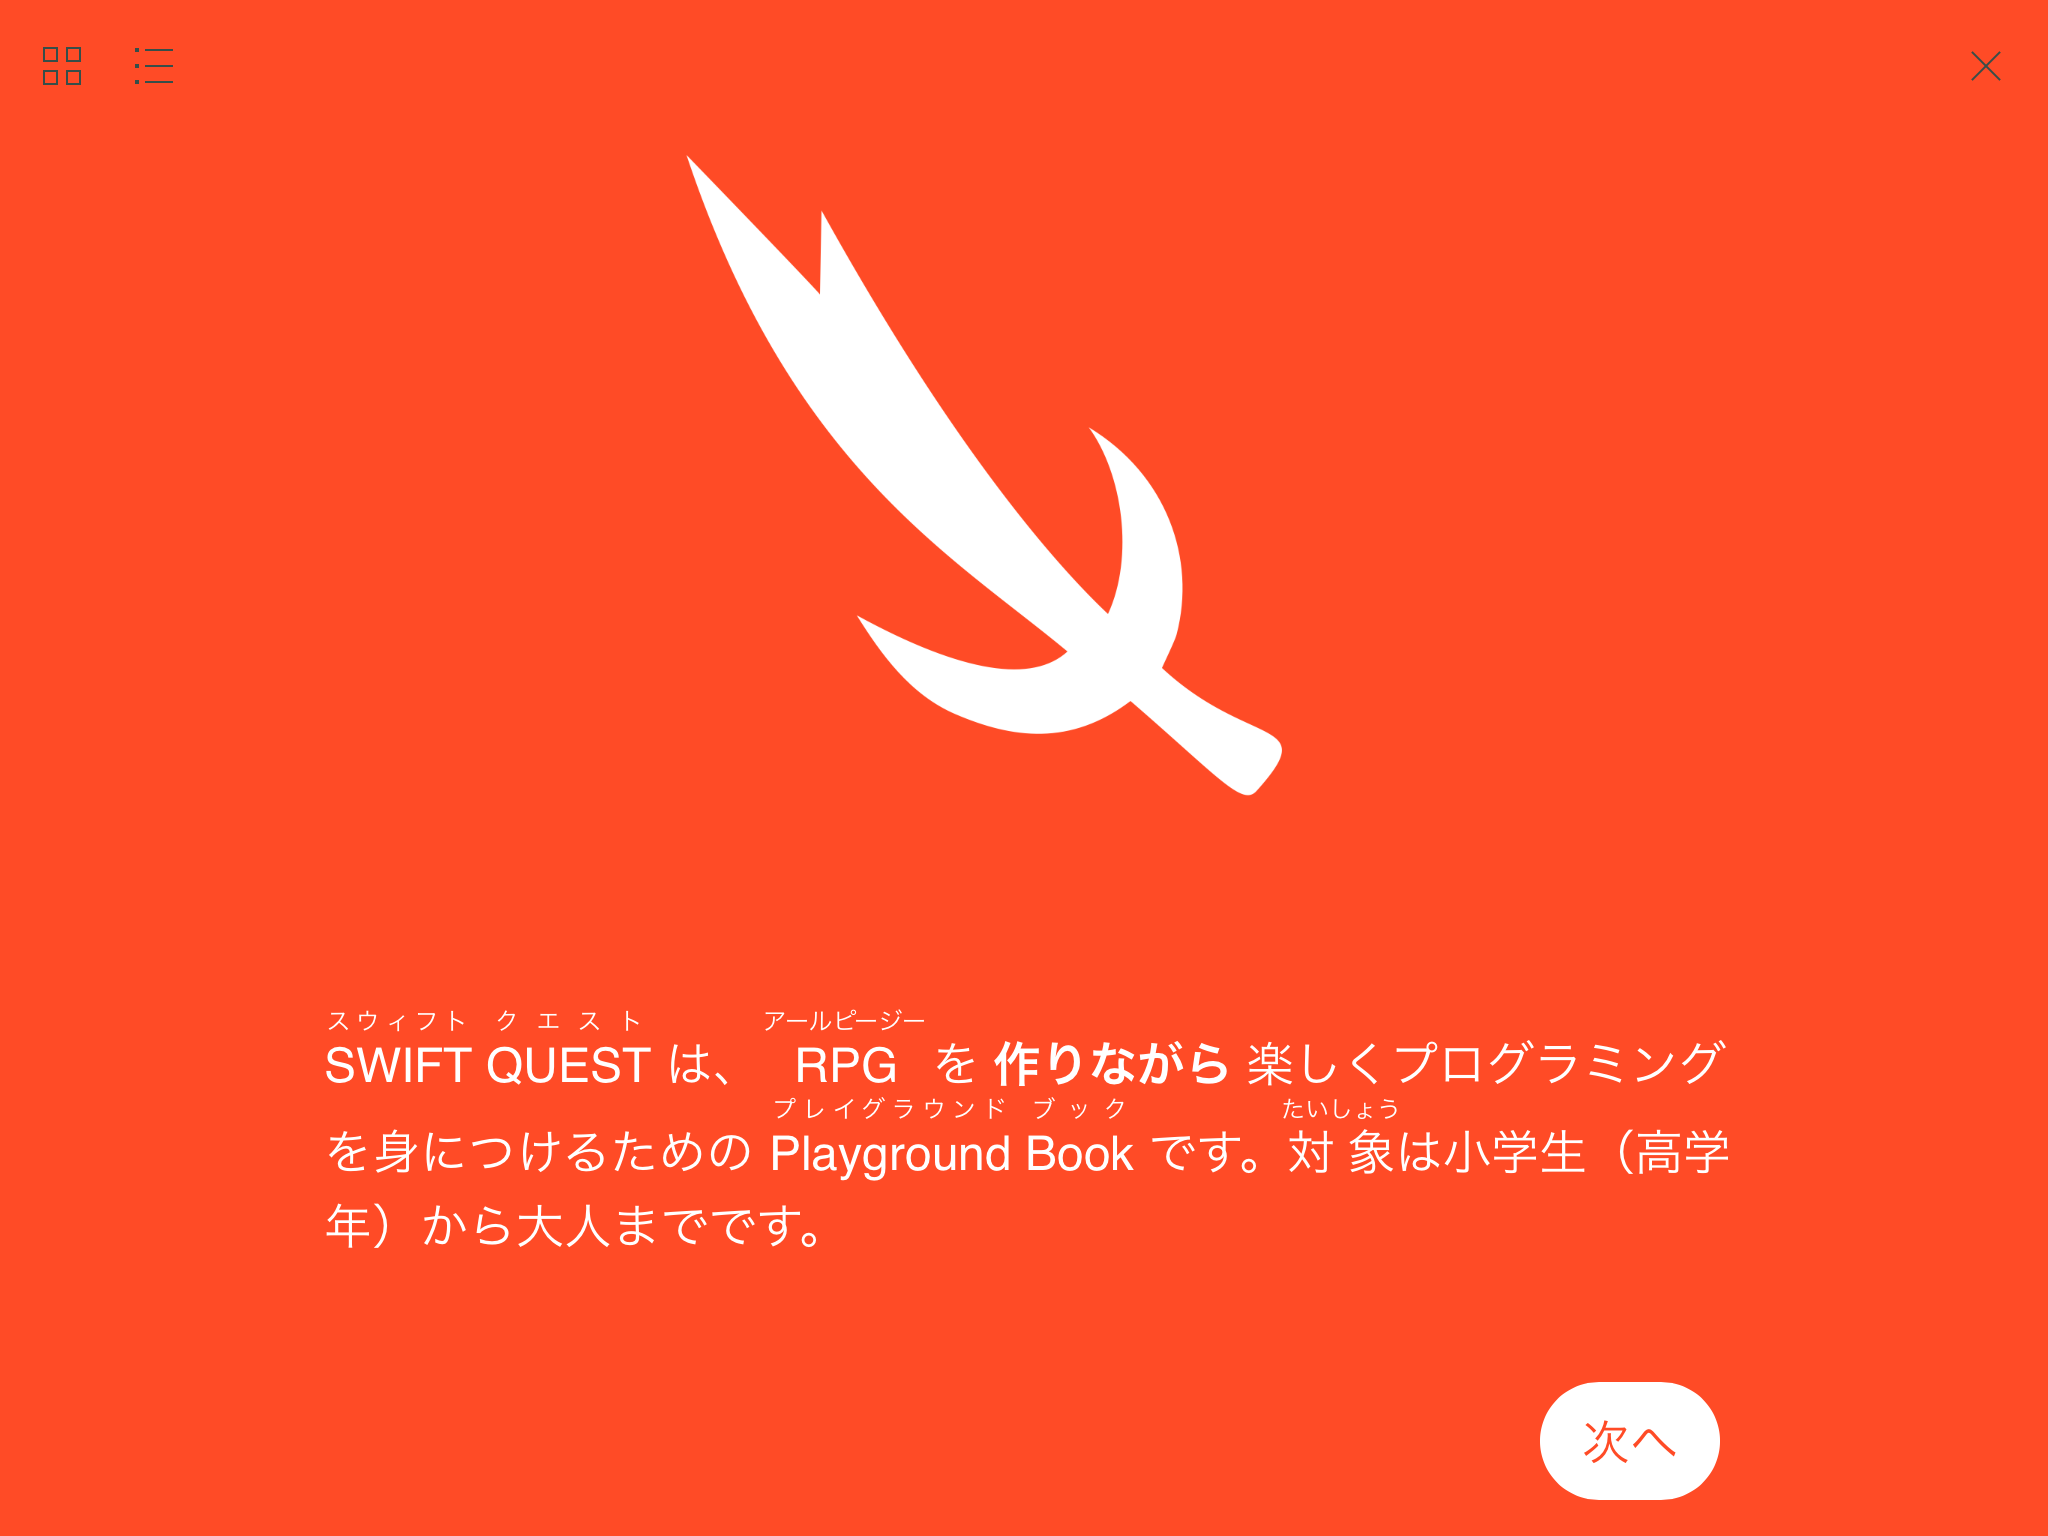 スウィフト クエスト アールピージー
SWIFT QUEST は、 RPG を 作りながら 楽しくプログラミング
プレイグラウンド ブック たいしょう
を身につけるための Playground Book です。対象は小学生（高学
年）から大人までです。
次へ